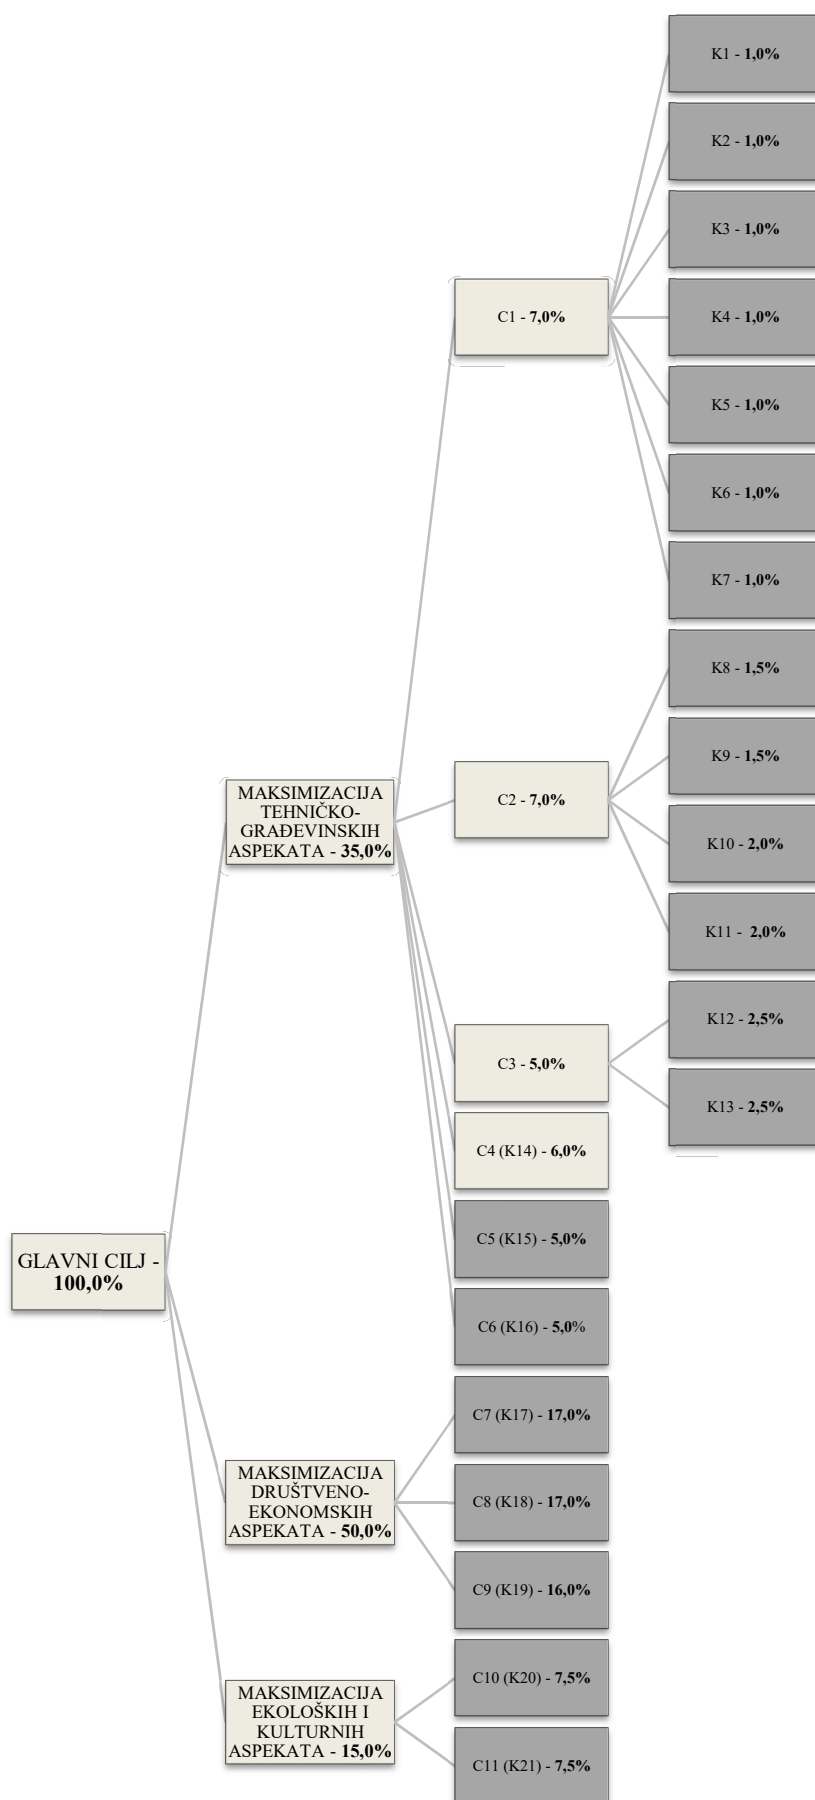 K1 - 1,0%
K2 - 1,0%
K3 - 1,0%
C1 - 7,0%
K4 - 1,0%
K5 - 1,0%
K6 - 1,0%
K7 - 1,0%
K8 - 1,5%
K9 - 1,5%
MAKSIMIZACIJA
TEHNIČKO-
GRAĐEVINSKIH
ASPEKATA - 35,0%
C2 - 7,0%
K10 - 2,0%
K11 -  2,0%
K12 - 2,5%
C3 - 5,0%
K13 - 2,5%
C4 (K14) - 6,0%
C5 (K15) - 5,0%
GLAVNI CILJ -
100,0%
C6 (K16) - 5,0%
C7 (K17) - 17,0%
MAKSIMIZACIJA
DRUŠTVENO-
EKONOMSKIH
ASPEKATA - 50,0%
C8 (K18) - 17,0%
C9 (K19) - 16,0%
C10 (K20) - 7,5%
MAKSIMIZACIJA
EKOLOŠKIH I
KULTURNIH
ASPEKATA - 15,0%
C11 (K21) - 7,5%